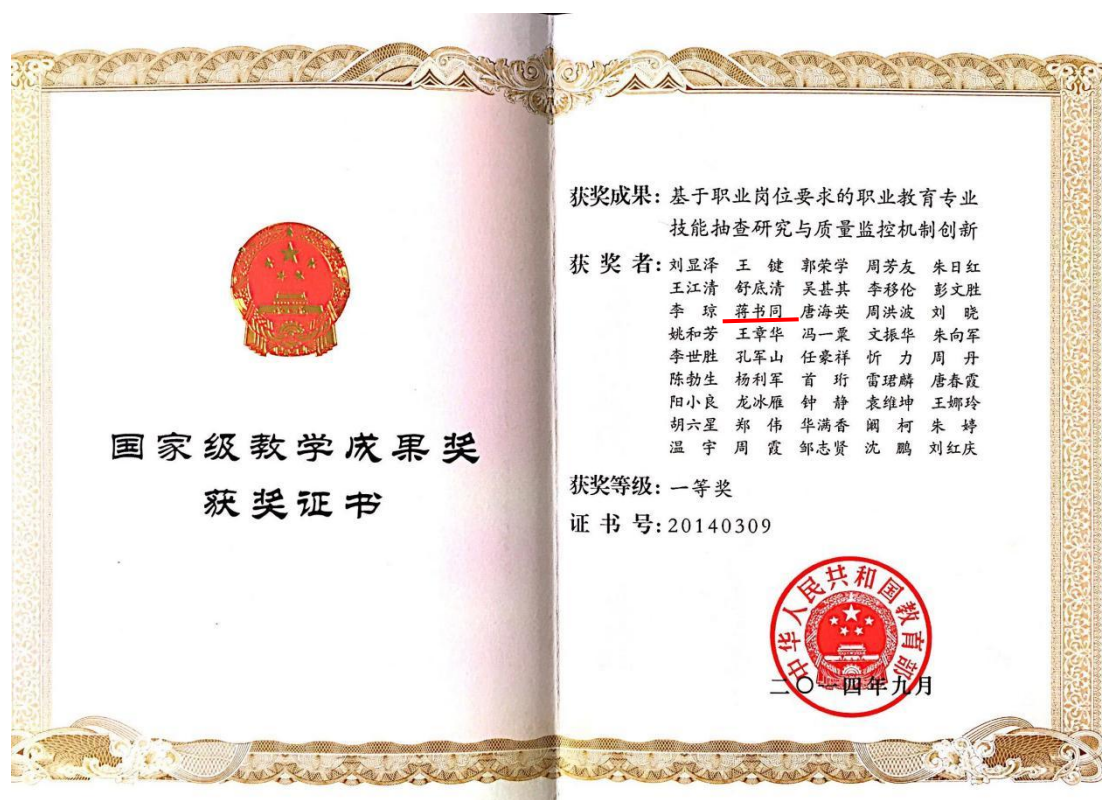 国家级教学成果奖
获奖证书
获奖成果：基于职业岗位要求的职业教育专业
技能抽查研究与质量监控机制创新
获 奖 者：刘显泽 王 键 郭荣学 周芳友 朱日红
王江清 舒底清 吴甚其 李移伦 彭文胜
李 琼 蒋书同 唐海英 周洪波 刘 晓
姚和芳 王章华 冯一粟 文振华 朱向军
李世胜 孔军山 任豪祥 忻 力 周 丹
陈勃生 杨利军 首 珩 雷珺麟 唐春霞
阳小良 龙冰雁 钟 静 袁维坤 王娜玲
胡六星 郑 伟 华满香 阚 柯 朱 婷
温 宇 周 霞 邹志贤 沈 鹏 刘红庆
获奖等级：一等奖
证 书 号：20140309
中华人民共和国教育部
二〇一四年九月